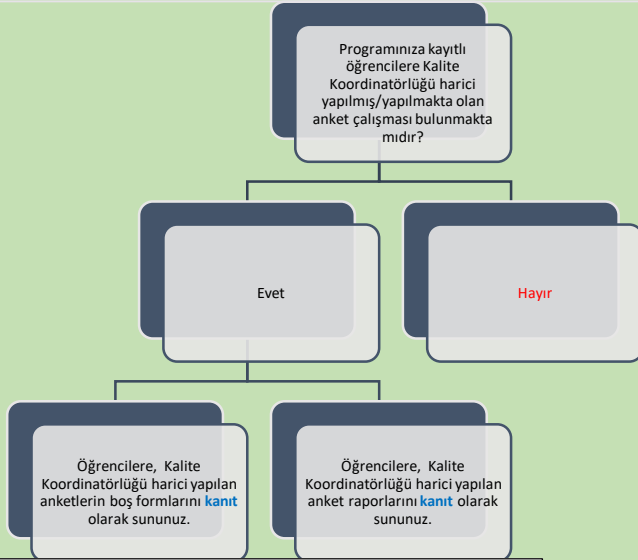 Programınıza kayıtlı
öğrencilere Kalite
Koordinatörlüğü harici
yapılmış/yapılmakta olan
anket çalışması bulunmakta
mıdır?
Evet
Hayır
Öğrencilere, Kalite
Koordinatörlüğü harici yapılan
anketlerin boş formlarını kanıt
olarak sununuz.
Öğrencilere, Kalite
Koordinatörlüğü harici yapılan
anket raporlarını kanıt olarak
sununuz.